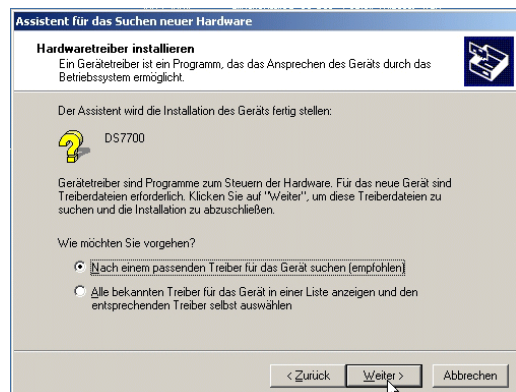 Assistent für das Suchen neuer Hardware
Hardwaretreiber installieren
Ein Gerätetreiber ist ein Programm, das das Ansprechen des Geräts durch das
Betriebssystem ermöglicht.
Der Assistent wird die Installation des Geräts fertig stellen:
DS7700
Gerätetreiber sind Programme zum Steuern der Hardware. Für das neue Gerät sind
Treiberdateien erforderlich. Klicken Sie auf "Weiter", um diese Treiberdateien zu
suchen und die Installation zu abzuschließen.
Wie möchten Sie vorgehen?
Nach einem passenden Treiber für das Gerät suchen (empfohlen)
Alle bekannten Treiber für das Gerät in einer Liste anzeigen und den
entsprechenden Treiber selbst auswählen
< Zurück Weiter > Abbrechen